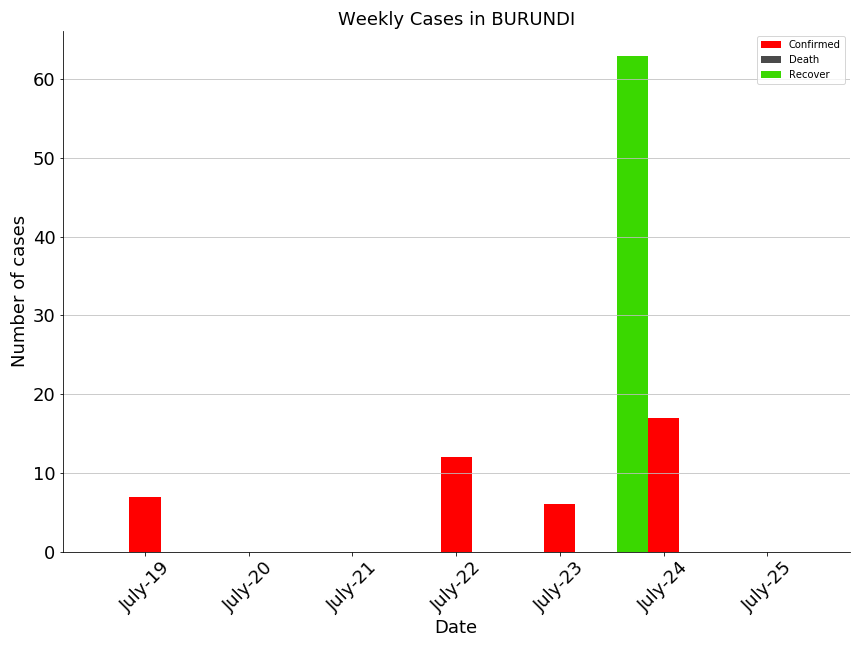 Weekly Cases in BURUNDI
Confirmed
Death
Recover
Number of cases
60
50
40
30
20
10
0
July-19
July-20
July-21
July-22
July-23
July-24
July-25
Date